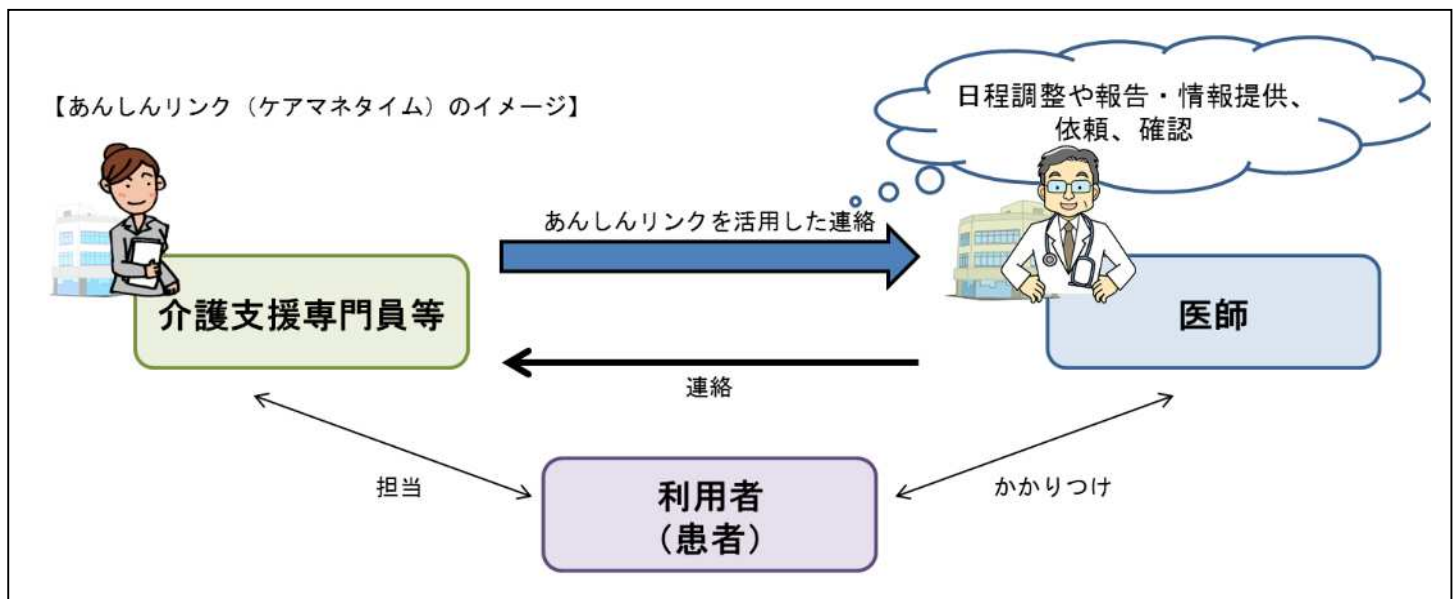 【あんしんリンク（ケアマネタイム）のイメージ】
日程調整や報告・情報提供、
依頼、確認
あんしんリンクを活用した連絡
介護支援専門員等
医師
連絡
担当
かかりつけ
利用者
（患者）